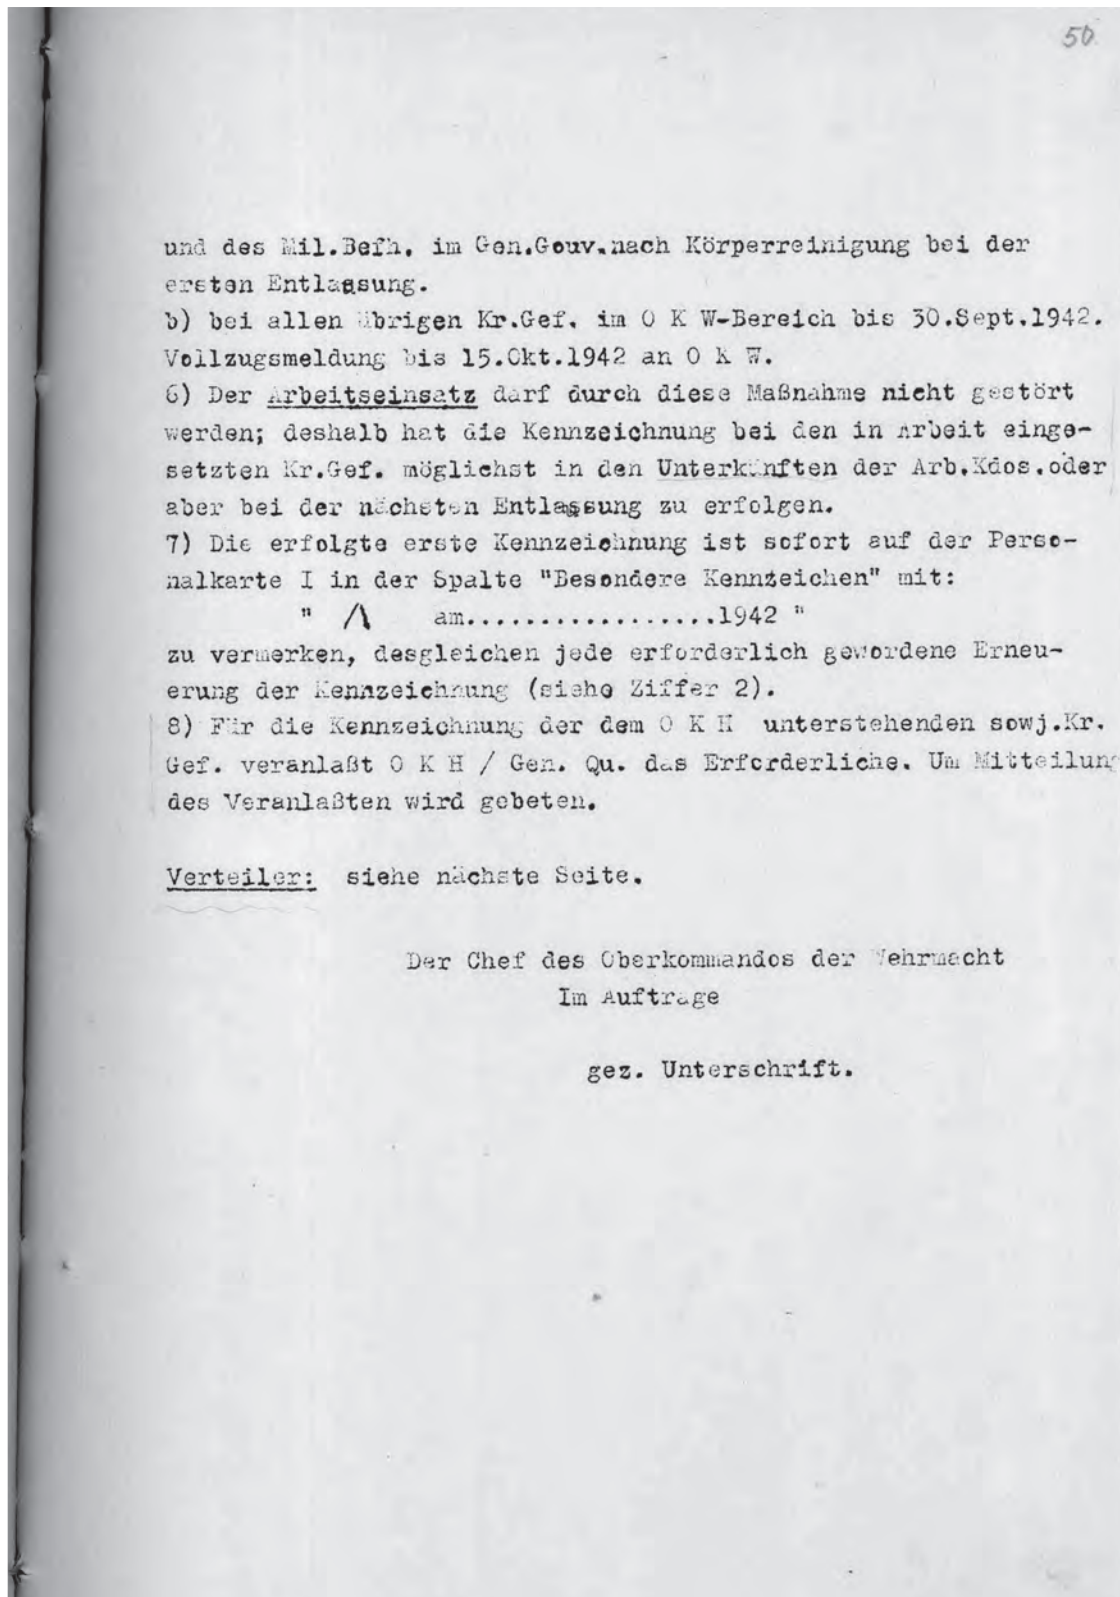 50
und des Mil.Befh. im Gen.Gouv.nach Körperreinigung bei der
ersten Entlausung.
b) bei allen übrigen Kr.Gef. im O K W-Bereich bis 30.Sept.1942.
Vollzugsmeldung bis 15.Okt.1942 an O K W.
6) Der Arbeitseinsatz darf durch diese Maßnahme nicht gestört
werden; deshalb hat die Kennzeichnung bei den in Arbeit einge-
setzten Kr.Gef. möglichst in den Unterkünften der Arb.Kdos.oder
aber bei der nächsten Entlassung zu erfolgen.
7) Die erfolgte erste Kennzeichnung ist sofort auf der Perso-
nalkarte I in der Spalte "Besondere Kennzeichen" mit:
" /\ am.................1942 "
zu vermerken, desgleichen jede erforderlich gewordene Erneu-
erung der Kennzeichnung (siehe Ziffer 2).
8) Für die Kennzeichnung der dem O K H unterstehenden sowj.Kr.
Gef. veranlaßt O K H / Gen. Qu. das Erforderliche. Um Mitteilung
des Veranlaßten wird gebeten.
Verteiler: siehe nächste Seite.
Der Chef des Oberkommandos der Wehrmacht
Im Auftrage
gez. Unterschrift.